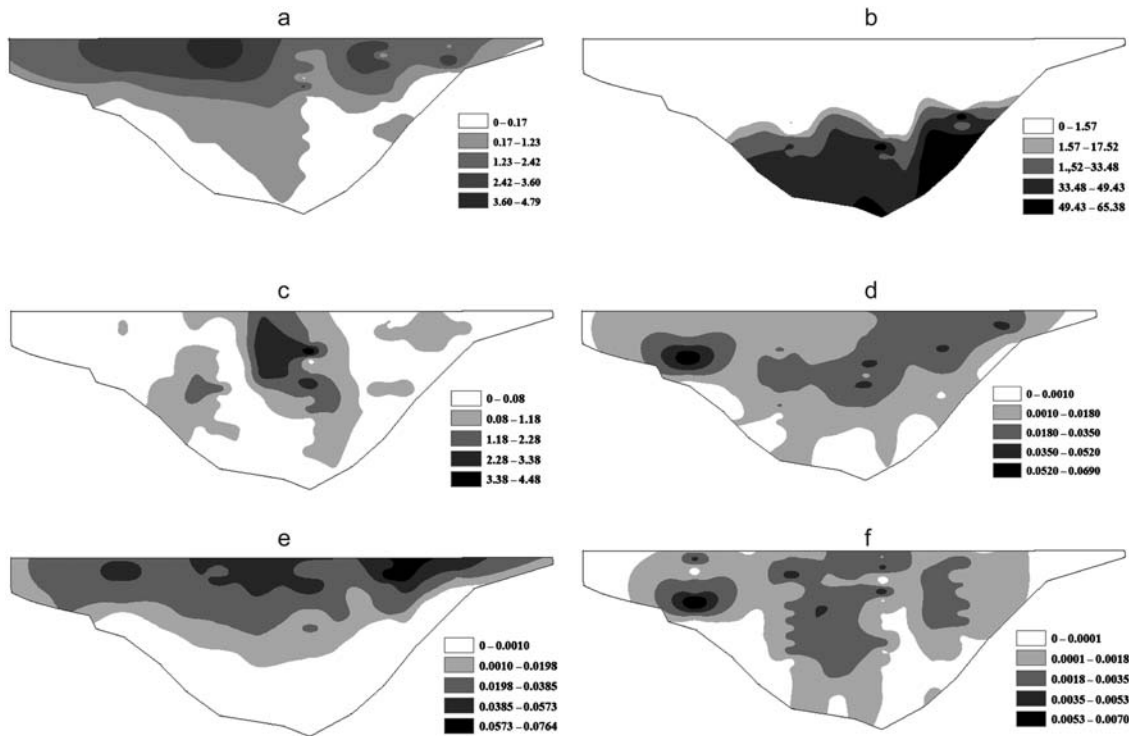 a
0 – 0.17
0.17 – 1.23
1.23 – 2.42
2.42 – 3.60
3.60 – 4.79
b
0 – 1.57
1.57 – 17.52
1.,52 – 33.48
33.48 – 49.43
49.43 – 65.38
c
0 – 0.08
0.08 – 1.18
1.18 – 2.28
2.28 – 3.38
3.38 – 4.48
d
0 – 0.0010
0.0010 – 0.0180
0.0180 – 0.0350
0.0350 – 0.0520
0.0520 – 0.0690
e
0 – 0.0010
0.0010 – 0.0198
0.0198 – 0.0385
0.0385 – 0.0573
0.0573 – 0.0764
f
0 – 0.0001
0.0001 – 0.0018
0.0018 – 0.0035
0.0035 – 0.0053
0.0053 – 0.0070